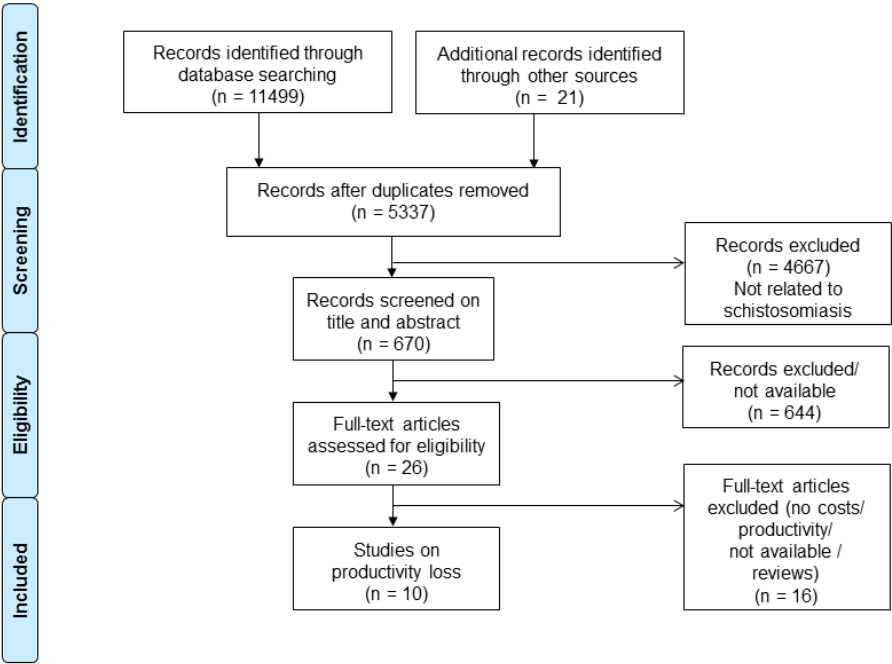 Identification
Records identified through
database searching
(n = 11499)
Additional records identified
through other sources
(n = 21)
Screening
Records after duplicates removed
(n = 5337)
Records excluded
(n = 4667)
Not related to
schistosomiasis
Records screened on
title and abstract
(n = 670)
Eligibility
Records excluded/
not available
(n = 644)
Full-text articles
assessed for eligibility
(n = 26)
Full-text articles
excluded (no costs/
productivity/
not available /
reviews)
(n = 16)
Included
Studies on
productivity loss
(n = 10)